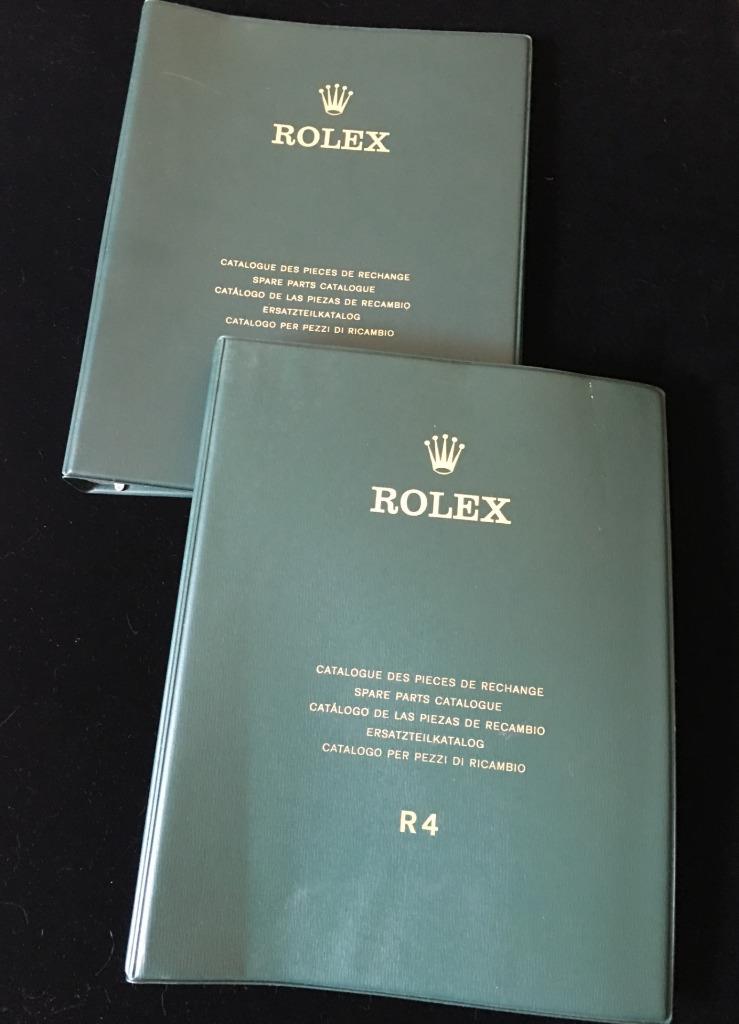 ROLEX
CATALOGUE DES PIECES DE RECHANGE
SPARE PARTS CATALOGUE
CATÁLOGO DE LAS PIEZAS DE RECAMBIO
ERSATZTEILKATALOG
CATALOGO PER PEZZI DI RICAMBIO
ROLEX
CATALOGUE DES PIECES DE RECHANGE
SPARE PARTS CATALOGUE
CATÁLOGO DE LAS PIEZAS DE RECAMBIO
ERSATZTEILKATALOG
CATALOGO PER PEZZI DI RICAMBIO
R4